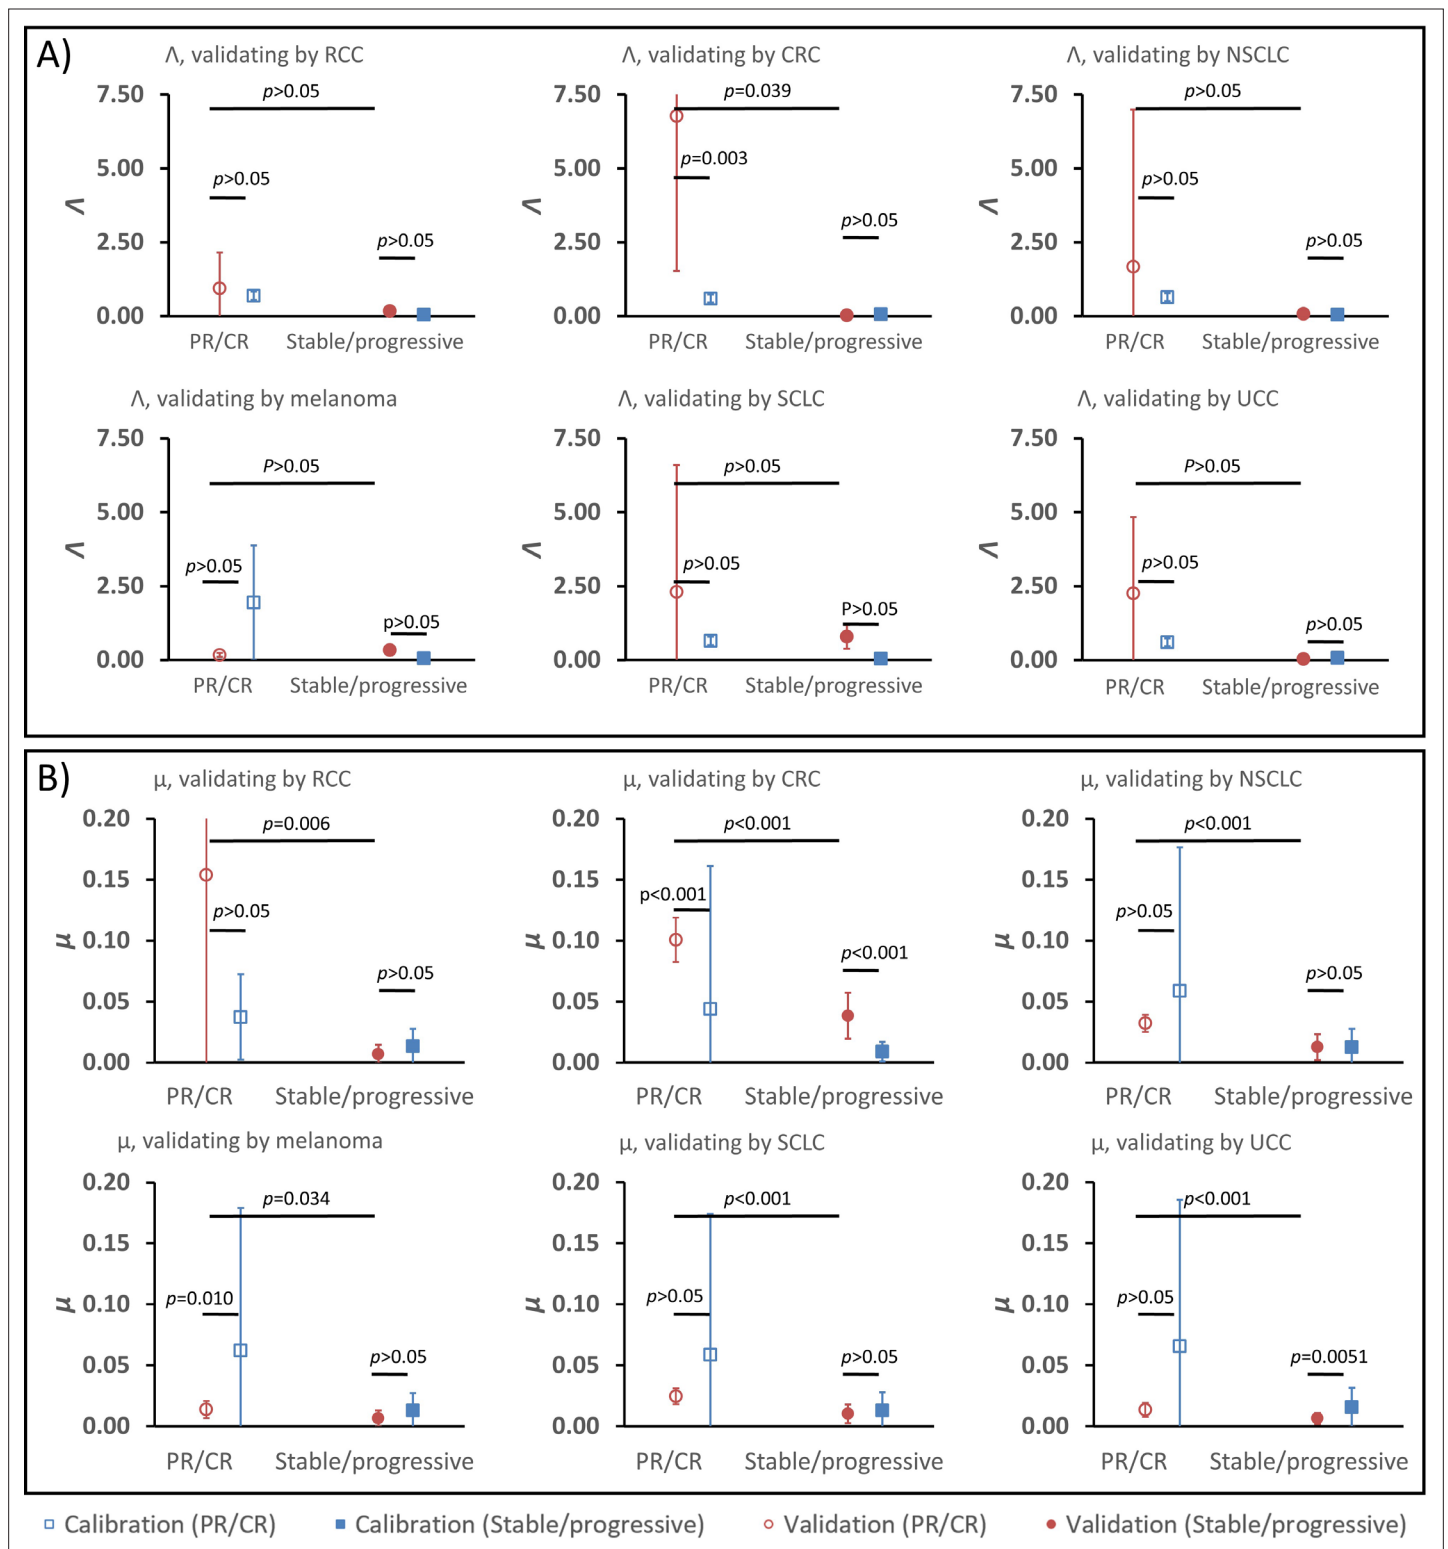 A)
Λ, validating by RCC
7.50
5.00
2.50
0.00
Λ
p>0.05
p>0.05
p>0.05
PR/CR Stable/progressive
Λ, validating by CRC
7.50
5.00
2.50
0.00
Λ
p=0.039
p=0.003
p>0.05
PR/CR Stable/progressive
Λ, validating by NSCLC
7.50
5.00
2.50
0.00
Λ
p>0.05
p>0.05
p>0.05
PR/CR Stable/progressive
Λ, validating by melanoma
7.50
5.00
2.50
0.00
Λ
P>0.05
p>0.05
p>0.05
PR/CR Stable/progressive
Λ, validating by SCLC
7.50
5.00
2.50
0.00
Λ
p>0.05
p>0.05
P>0.05
PR/CR Stable/progressive
Λ, validating by UCC
7.50
5.00
2.50
0.00
Λ
P>0.05
p>0.05
p>0.05
PR/CR Stable/progressive
B)
μ, validating by RCC
0.20
0.15
0.10
0.05
0.00
μ
p=0.006
p>0.05
p>0.05
PR/CR Stable/progressive
μ, validating by CRC
0.20
0.15
0.10
0.05
0.00
μ
p<0.001
p<0.001
p<0.001
PR/CR Stable/progressive
μ, validating by NSCLC
0.20
0.15
0.10
0.05
0.00
μ
p<0.001
p>0.05
p>0.05
PR/CR Stable/progressive
μ, validating by melanoma
0.20
0.15
0.10
0.05
0.00
μ
p=0.034
p=0.010
p>0.05
PR/CR Stable/progressive
μ, validating by SCLC
0.20
0.15
0.10
0.05
0.00
μ
p<0.001
p>0.05
p>0.05
PR/CR Stable/progressive
μ, validating by UCC
0.20
0.15
0.10
0.05
0.00
μ
p<0.001
p>0.05
p=0.0051
PR/CR Stable/progressive
Calibration (PR/CR) Calibration (Stable/progressive) Validation (PR/CR) Validation (Stable/progressive)